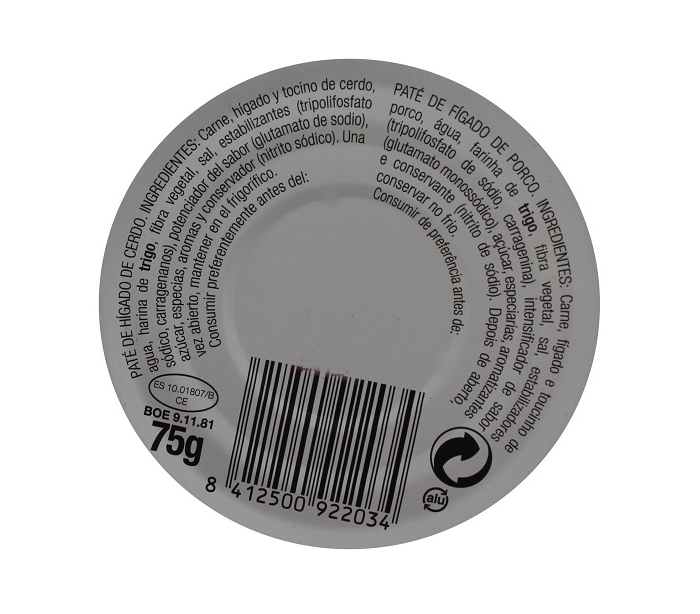 PATÉ DE HÍGADO DE CERDO. INGREDIENTES: Carne, hígado y tocino de cerdo,
agua, harina de trigo, fibra vegetal, sal, estabilizantes (tripolifosfato
sódico, carragenanos), potenciador del sabor (glutamato de sodio),
azúcar, especias, aromas y conservador (nitrito sódico). Una
vez abierto, mantener en el frigorífico.
Consumir preferentemente antes del:
PATÉ DE FÍGADO DE PORCO. INGREDIENTES: Carne, fígado e toucinho de
porco, água, farinha de trigo, fibra vegetal, sal, estabilizadores
(tripolifosfato de sódio, carragenina), intensificador de sabor
(glutamato monossódico), açúcar, especiarias, aromatizantes
e conservante (nitrito de sódio). Depois de aberto,
conservar no frio.
Consumir de preferência antes de:
ES 10.01807/B
CE
BOE 9.11.81
75g
8 412500 922034
alu